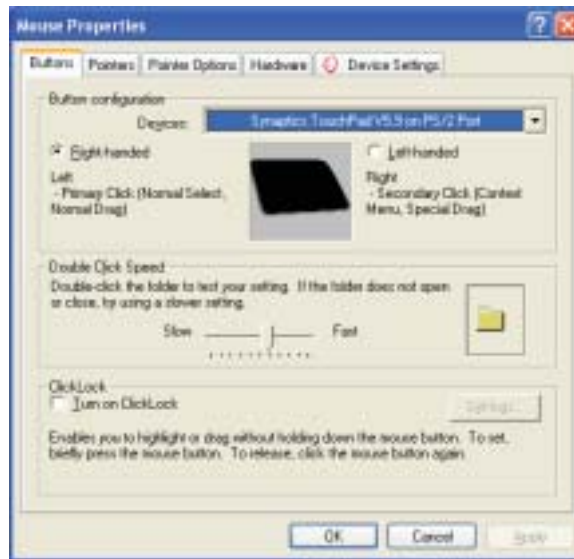 Mouse Properties
Buttons Pointers Pointer Options Hardware Device Settings
Button configuration
Devices: Synaptics TouchPad V5.9 on PS/2 Port
Right-handed Left-handed
Left Right
- Primary Click (Normal Select, - Secondary Click (Context
Normal Drag) Menu, Special Drag)
Double Click Speed
Double-click the folder to test your setting. If the folder does not open
or close, try using a slower setting.
Slow Fast
ClickLock
Turn on ClickLock Settings...
Enables you to highlight or drag without holding down the mouse button. To set,
briefly press the mouse button. To release, click the mouse button again.
OK Cancel Apply